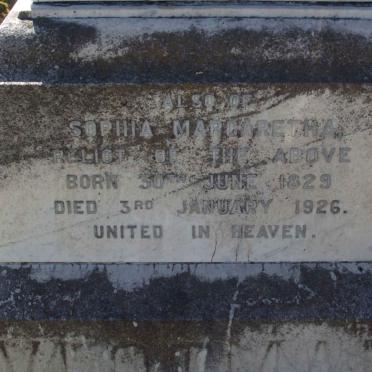 ALSO OF
SOPHIA MARGARETHA,
RELICT OF THE ABOVE
BORN 30TH JUNE 1829
DIED 3RD JANUARY 1926.
UNITED IN HEAVEN.